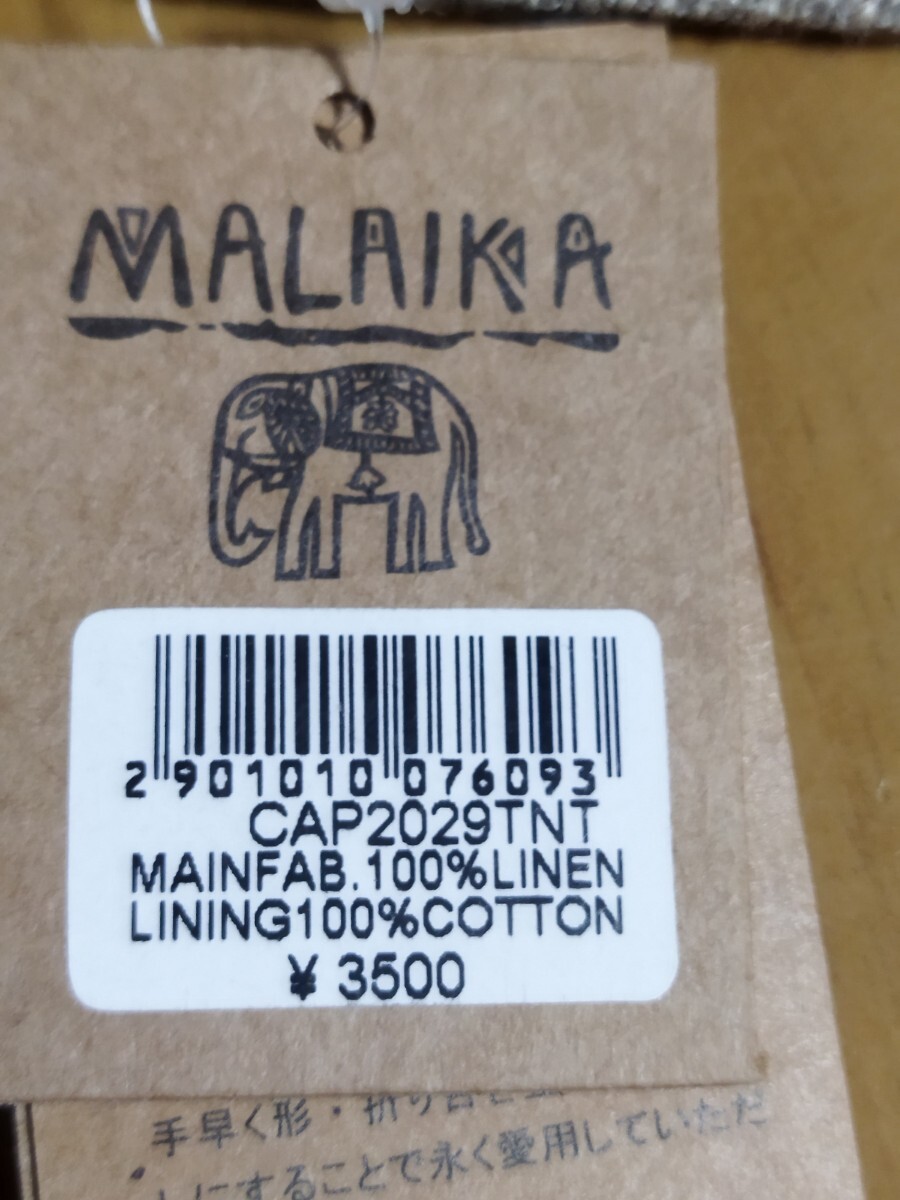 MALAIKA
2 901010 076093
CAP2029TNT
MAINFAB.100%LINEN
LINING100%COTTON
¥ 3500
手早く形・折り目を
にすることで永く愛用していただ